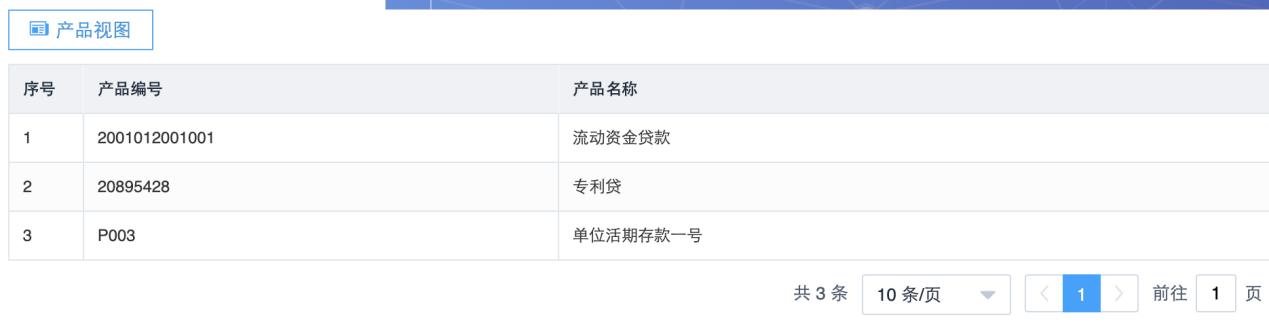 产品视图
序号 产品编号 产品名称
1 2001012001001 流动资金贷款
2 20895428 专利贷
3 P003 单位活期存款一号
共 3 条 10 条/页 1 前往 1 页